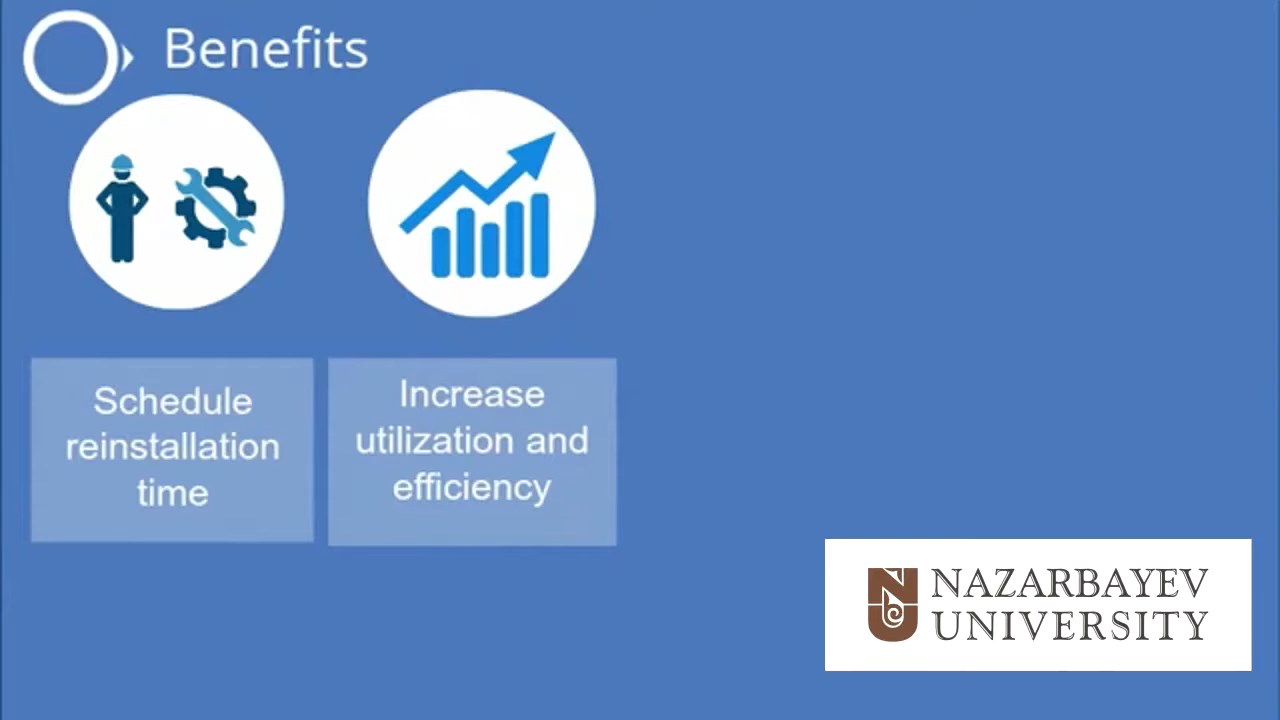 Benefits
Schedule
reinstallation
time
Increase
utilization and
efficiency
NAZARBAYEV
UNIVERSITY